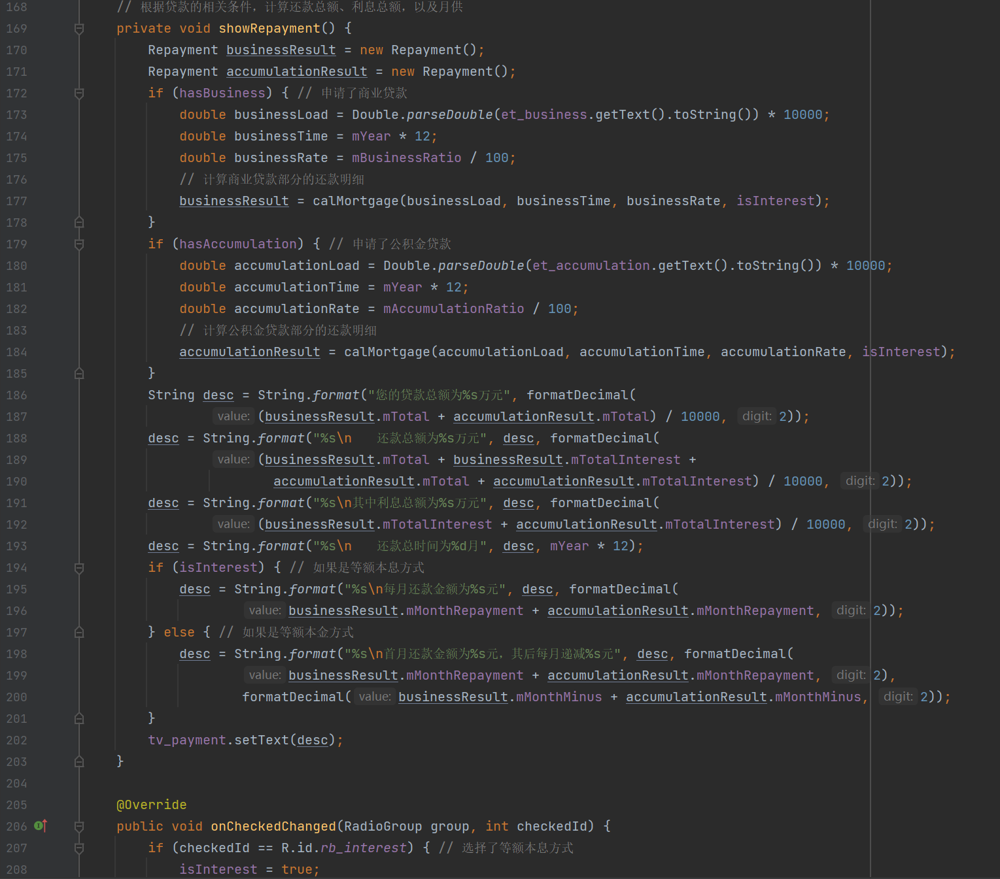 168 // 根据贷款的相关条件，计算还款总额、利息总额，以及月供
169 private void showRepayment() {
170 Repayment businessResult = new Repayment();
171 Repayment accumulationResult = new Repayment();
172 if (hasBusiness) { // 申请了商业贷款
173 double businessLoad = Double.parseDouble(et_business.getText().toString()) * 10000;
174 double businessTime = mYear * 12;
175 double businessRate = mBusinessRatio / 100;
176 // 计算商业贷款部分的还款明细
177 businessResult = calMortgage(businessLoad, businessTime, businessRate, isInterest);
178 }
179 if (hasAccumulation) { // 申请了公积金贷款
180 double accumulationLoad = Double.parseDouble(et_accumulation.getText().toString()) * 10000;
181 double accumulationTime = mYear * 12;
182 double accumulationRate = mAccumulationRatio / 100;
183 // 计算公积金贷款部分的还款明细
184 accumulationResult = calMortgage(accumulationLoad, accumulationTime, accumulationRate, isInterest);
185 }
186 String desc = String.format("您的贷款总额为%s万元", formatDecimal(
187 value: (businessResult.mTotal + accumulationResult.mTotal) / 10000, digit: 2));
188 desc = String.format("%s\n　　还款总额为%s万元", desc, formatDecimal(
189 value: (businessResult.mTotal + businessResult.mTotalInterest +
190 accumulationResult.mTotal + accumulationResult.mTotalInterest) / 10000, digit: 2));
191 desc = String.format("%s\n其中利息总额为%s万元", desc, formatDecimal(
192 value: (businessResult.mTotalInterest + accumulationResult.mTotalInterest) / 10000, digit: 2));
193 desc = String.format("%s\n　　还款总时间为%d月", desc, mYear * 12);
194 if (isInterest) { // 如果是等额本息方式
195 desc = String.format("%s\n每月还款金额为%s元", desc, formatDecimal(
196 value: businessResult.mMonthRepayment + accumulationResult.mMonthRepayment, digit: 2));
197 } else { // 如果是等额本金方式
198 desc = String.format("%s\n首月还款金额为%s元，其后每月递减%s元", desc, formatDecimal(
199 value: businessResult.mMonthRepayment + accumulationResult.mMonthRepayment, digit: 2),
200 formatDecimal( value: businessResult.mMonthMinus + accumulationResult.mMonthMinus, digit: 2));
201 }
202 tv_payment.setText(desc);
203 }
204
205 @Override
206 public void onCheckedChanged(RadioGroup group, int checkedId) {
207 if (checkedId == R.id.rb_interest) { // 选择了等额本息方式
208 isInterest = true;